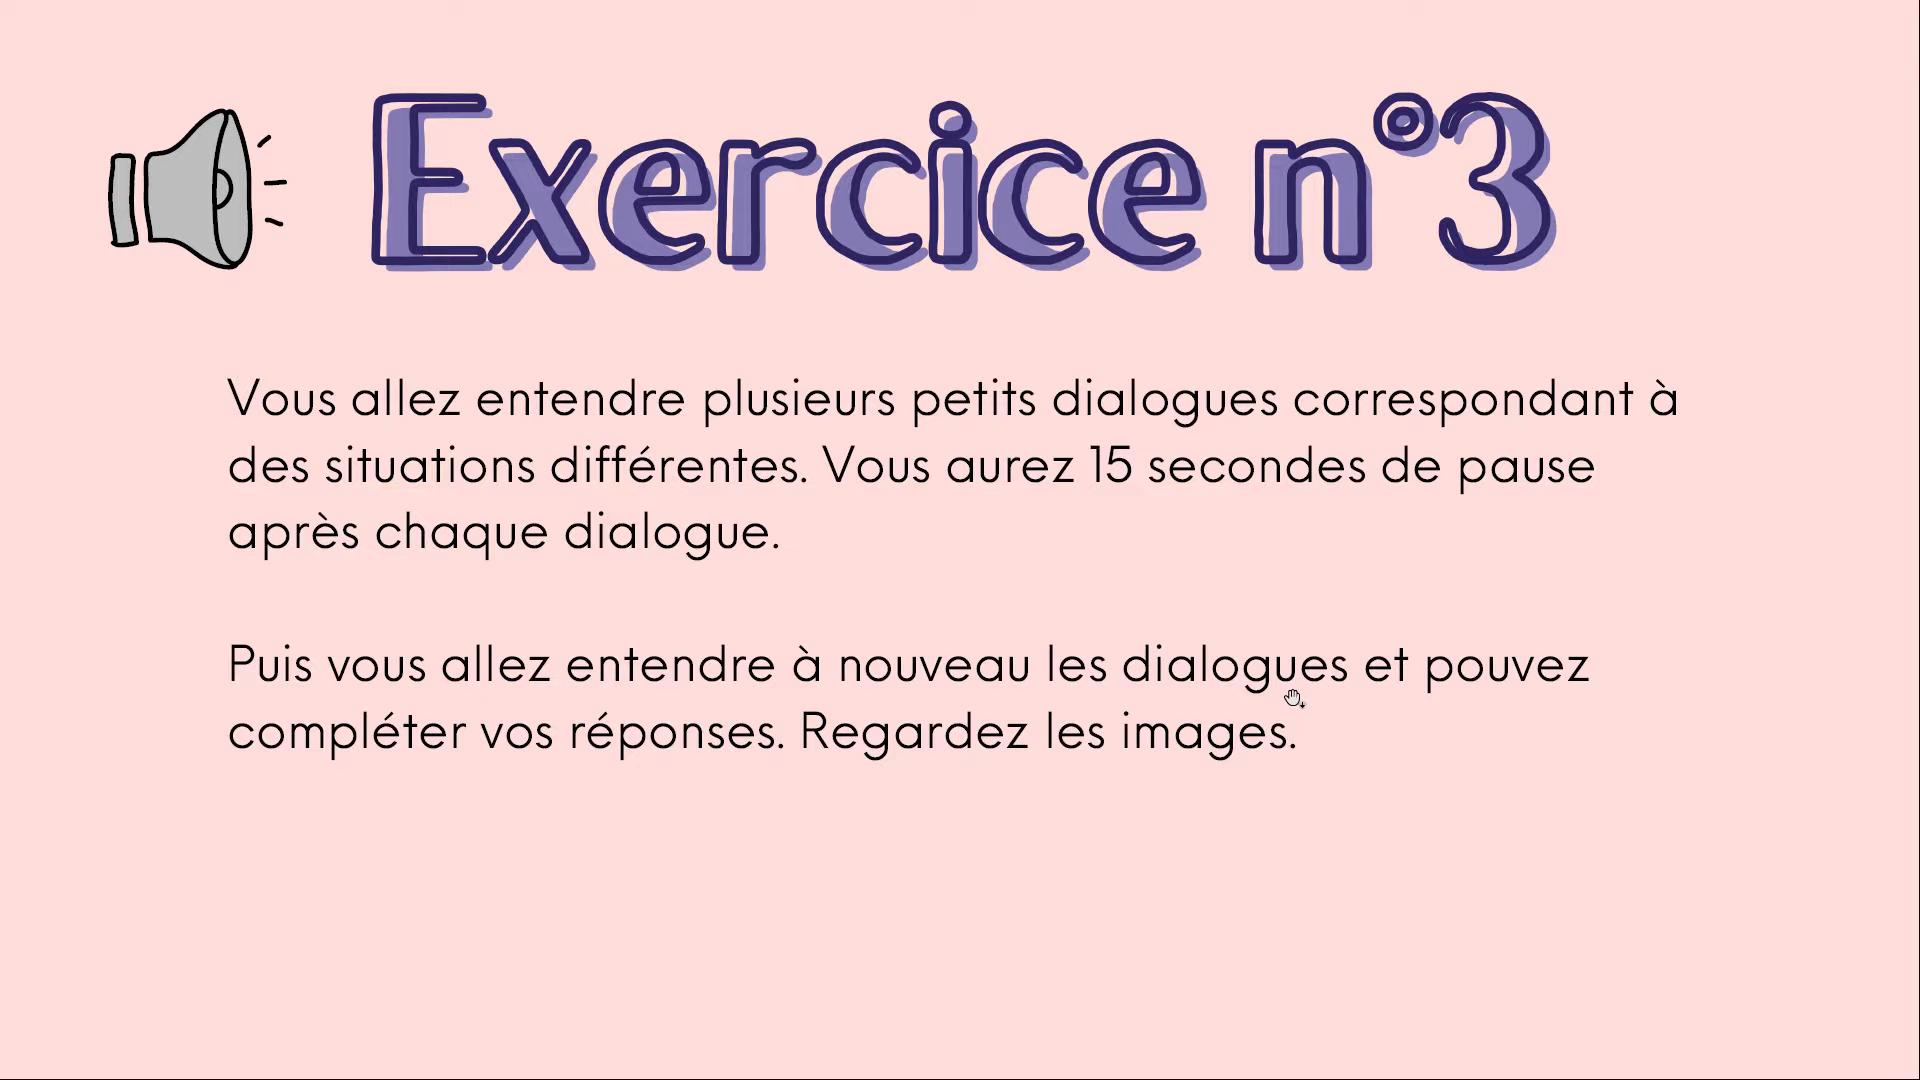 Exercice n°3
Vous allez entendre plusieurs petits dialogues correspondant à
des situations différentes. Vous aurez 15 secondes de pause
après chaque dialogue.
Puis vous allez entendre à nouveau les dialogues et pouvez
compléter vos réponses. Regardez les images.